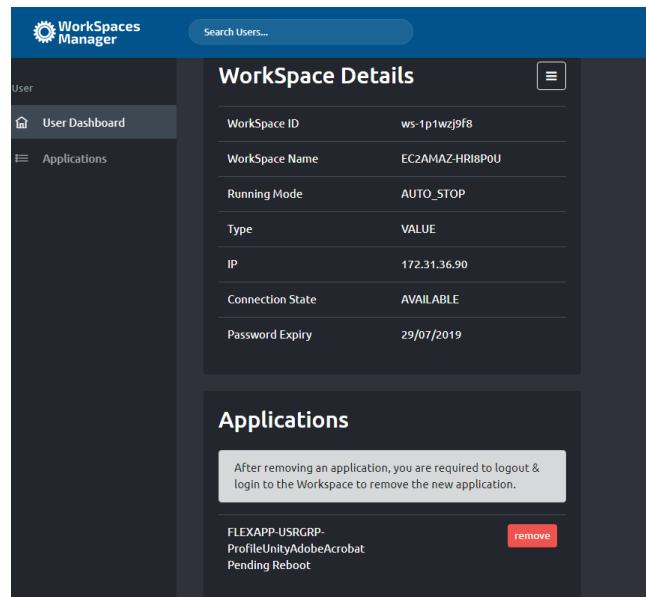 WorkSpaces
Manager
Search Users...
User
User Dashboard
Applications
WorkSpace Details
WorkSpace ID ws-1p1wzj9f8
WorkSpace Name EC2AMAZ-HRI8P0U
Running Mode AUTO_STOP
Type VALUE
IP 172.31.36.90
Connection State AVAILABLE
Password Expiry 29/07/2019
Applications
After removing an application, you are required to logout &
login to the Workspace to remove the new application.
FLEXAPP-USRGRP-
ProfileUnityAdobeAcrobat
Pending Reboot
remove